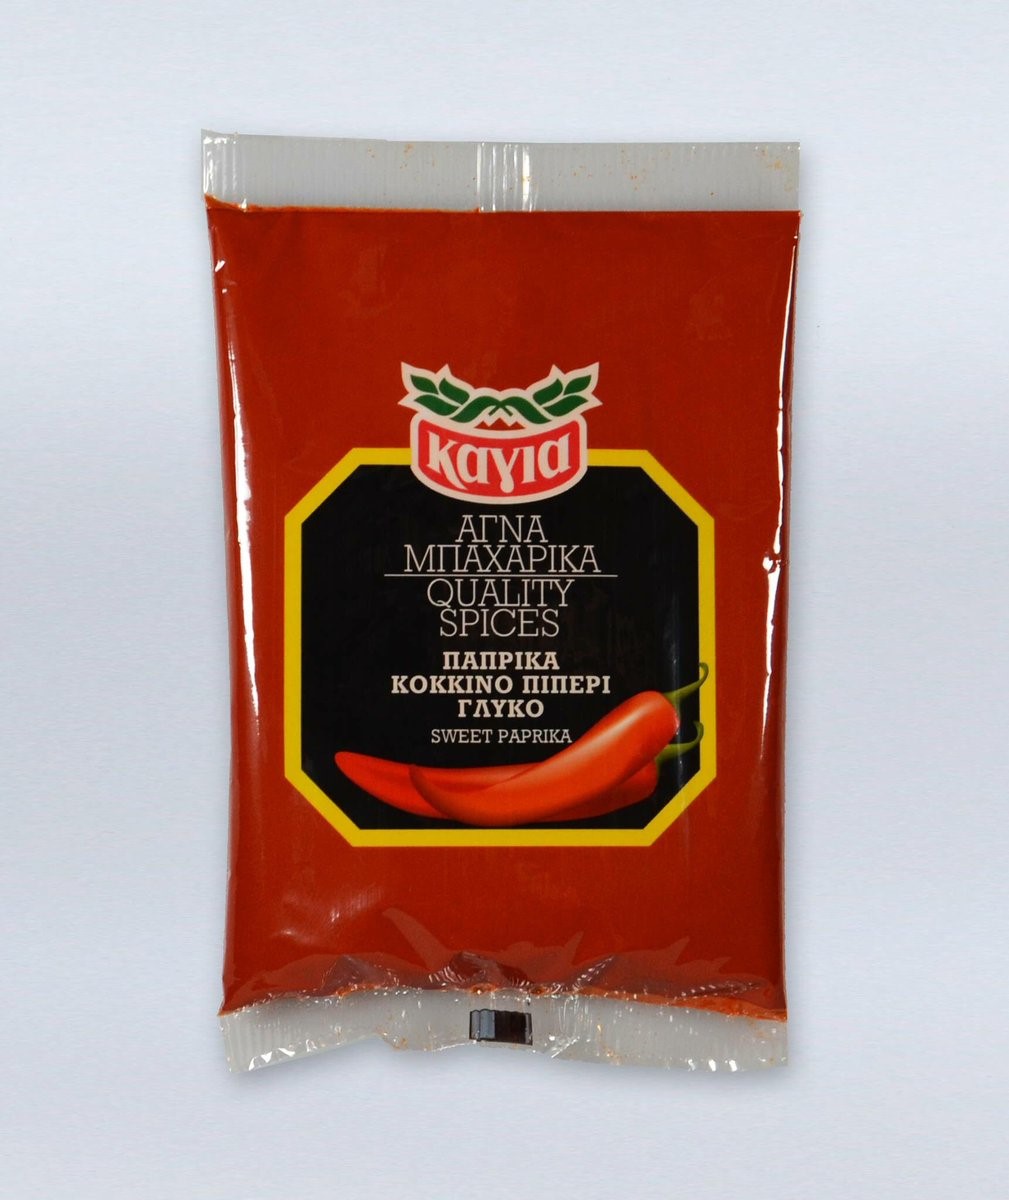 καγια
ΑΓΝΑ
ΜΠΑΧΑΡΙΚΑ
QUALITY
SPICES
ΠΑΠΡΙΚΑ
ΚΟΚΚΙΝΟ ΠΙΠΕΡΙ
ΓΛΥΚΟ
SWEET PAPRIKA